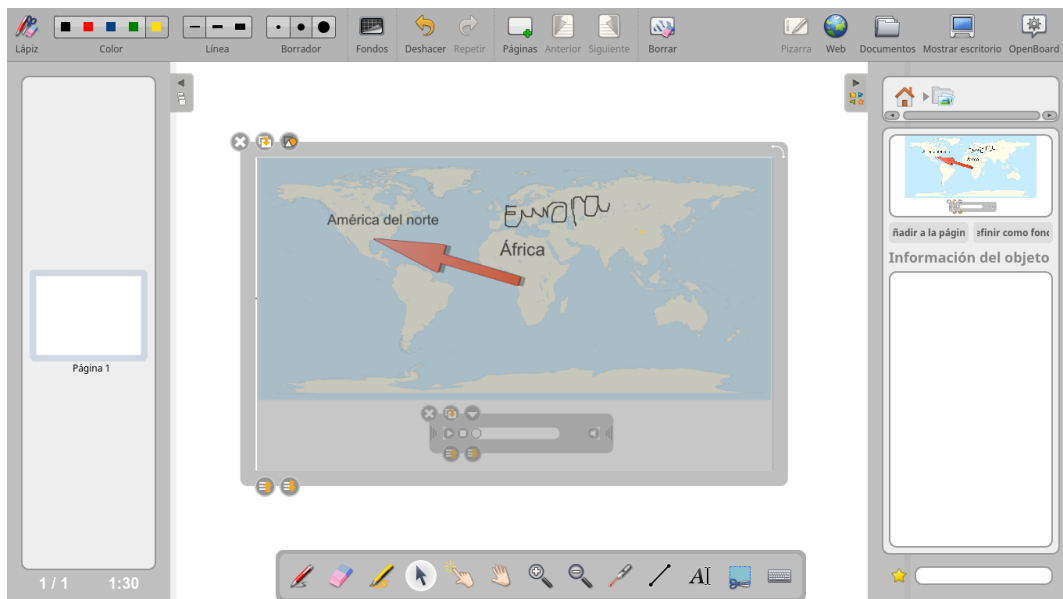 Lápiz
Color
Línea
Borrador
Fondos
Deshacer
Repetir
Páginas
Anterior
Siguiente
Borrar
Pizarra
Web
Documentos
Mostrar escritorio
OpenBoard
Página 1
1 / 1
1:30
América del norte
Europa
África
ñadir a la págin
efinir como fond
Información del objeto
A